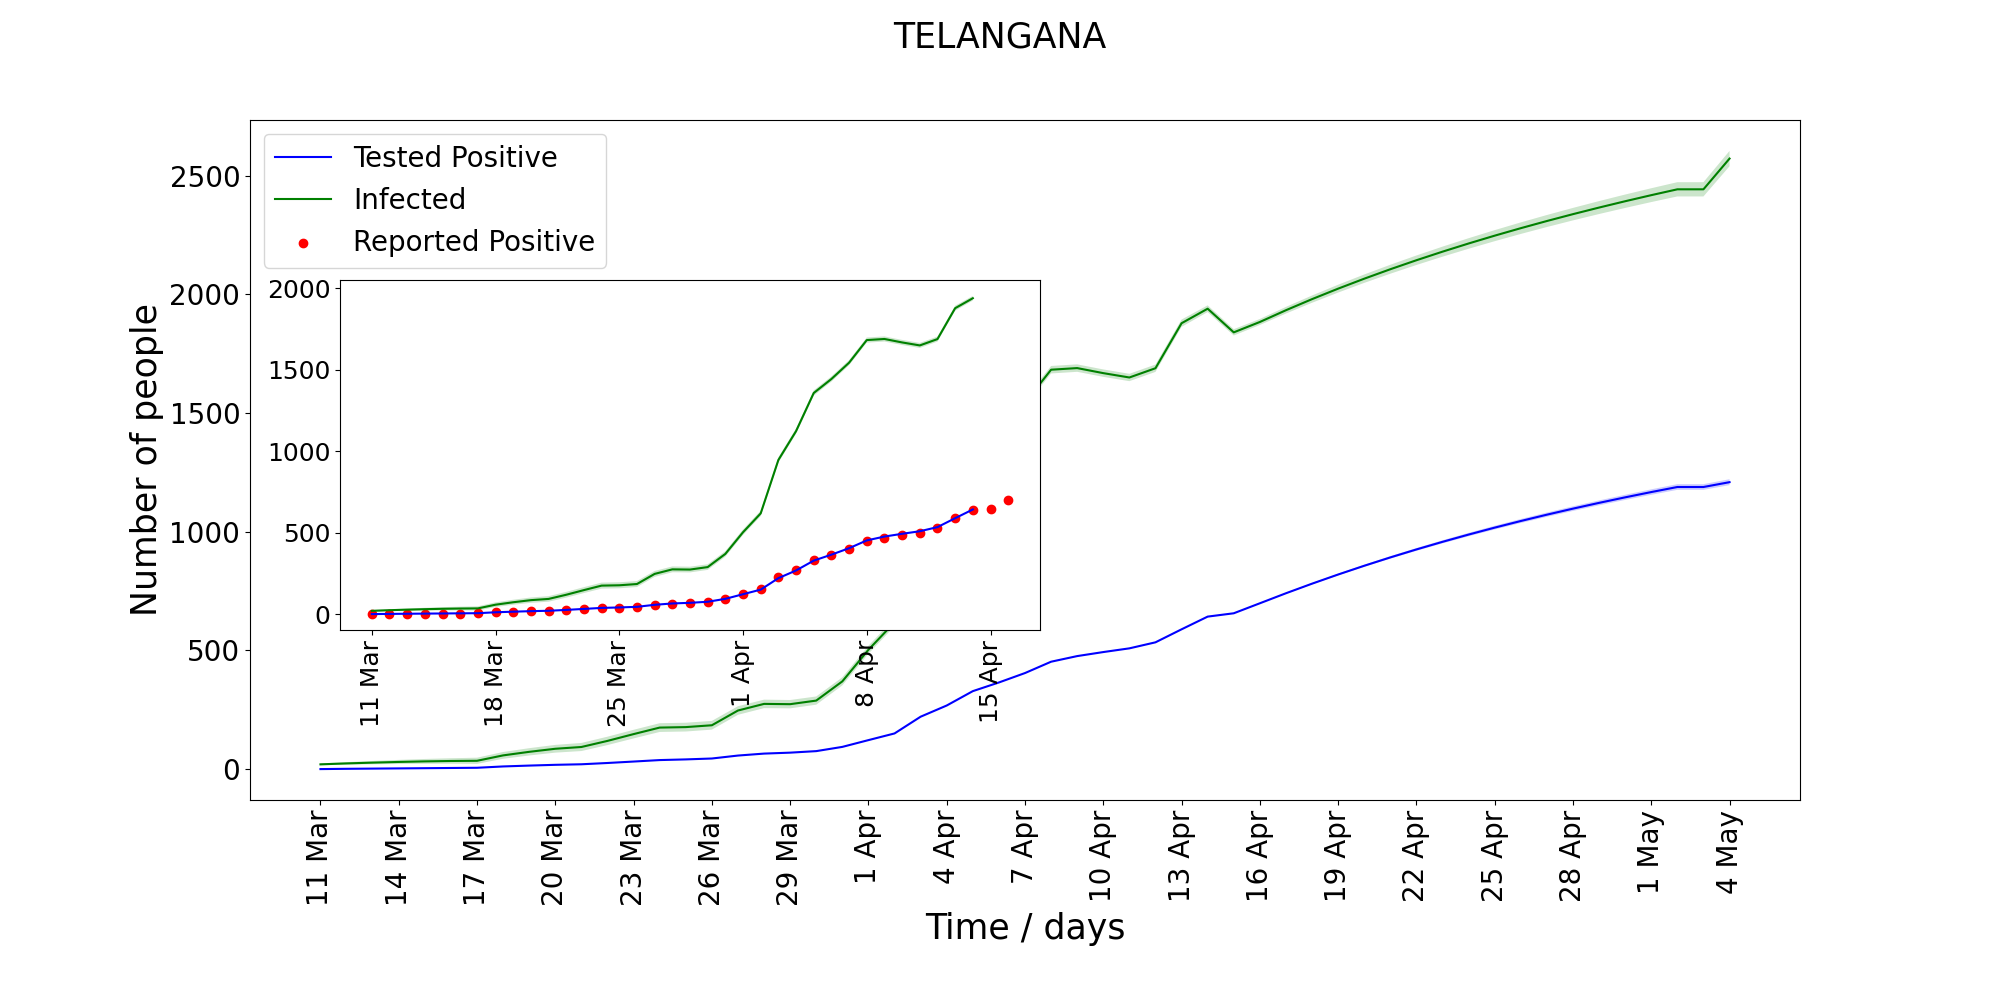 TELANGANA
Tested Positive
Infected
Reported Positive
Number of people
2500
2000
1500
1000
500
0
2000
1500
1000
500
0
11 Mar
18 Mar
25 Mar
1 Apr
8 Apr
15 Apr
11 Mar
14 Mar
17 Mar
20 Mar
23 Mar
26 Mar
29 Mar
1 Apr
4 Apr
7 Apr
10 Apr
13 Apr
16 Apr
19 Apr
22 Apr
25 Apr
28 Apr
1 May
4 May
Time / days